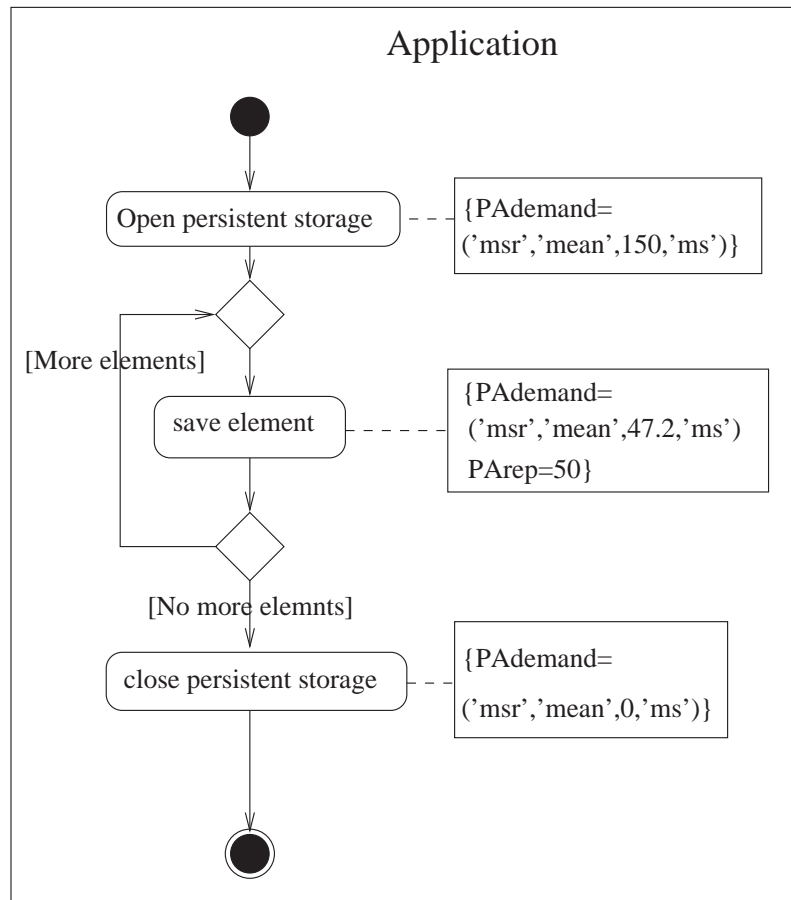 Application
Open persistent storage
{PAdemand=
('msr','mean',150,'ms')}
[More elements]
save element
{PAdemand=
('msr','mean',47.2,'ms')
PArep=50}
[No more elemnts]
close persistent storage
{PAdemand=
('msr','mean',0,'ms')}